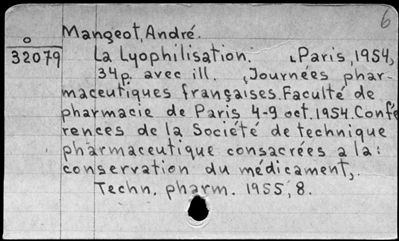 6
Mangeot, André.
o
32079
La Lyophilisation. Paris, 1954,
34p. avec ill. (Journées phar-
maceutiques françaises. Faculté de
pharmacie de Paris 4-9 oct. 1954. Confé
rences de la Société de technique
pharmaceutique consacrées a la:
conservation du médicament,.
Techn. pharm. 1955, 8.